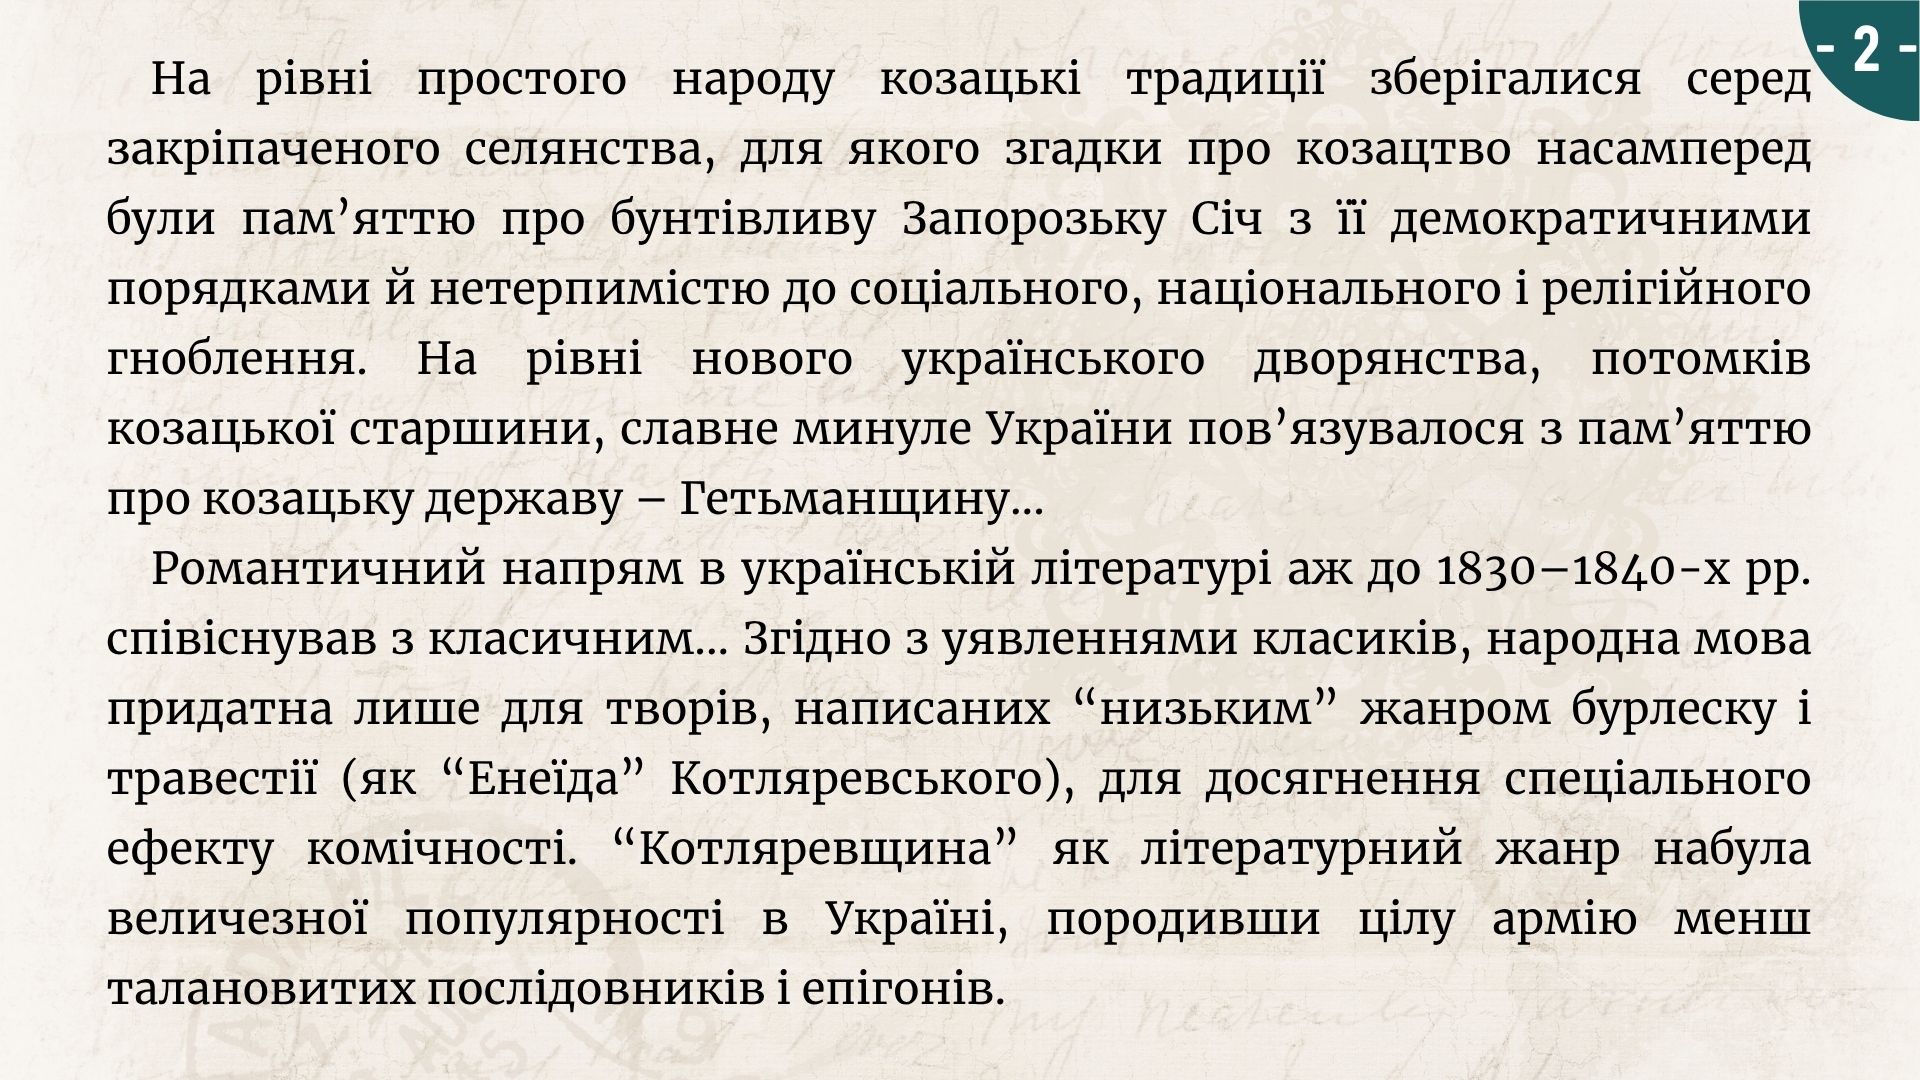 - 2 -
На рівні простого народу козацькі традиції зберігалися серед
закріпаченого селянства, для якого згадки про козацтво насамперед
були пам’яттю про бунтівливу Запорозьку Січ з її демократичними
порядками й нетерпимістю до соціального, національного і релігійного
гноблення. На рівні нового українського дворянства, потомків
козацької старшини, славне минуле України пов’язувалося з пам’яттю
про козацьку державу – Гетьманщину...
Романтичний напрям в українській літературі аж до 1830–1840-х рр.
співіснував з класичним... Згідно з уявленнями класиків, народна мова
придатна лише для творів, написаних “низьким” жанром бурлеску і
травестії (як “Енеїда” Котляревського), для досягнення спеціального
ефекту комічності. “Котляревщина” як літературний жанр набула
величезної популярності в Україні, породивши цілу армію менш
талановитих послідовників і епігонів.